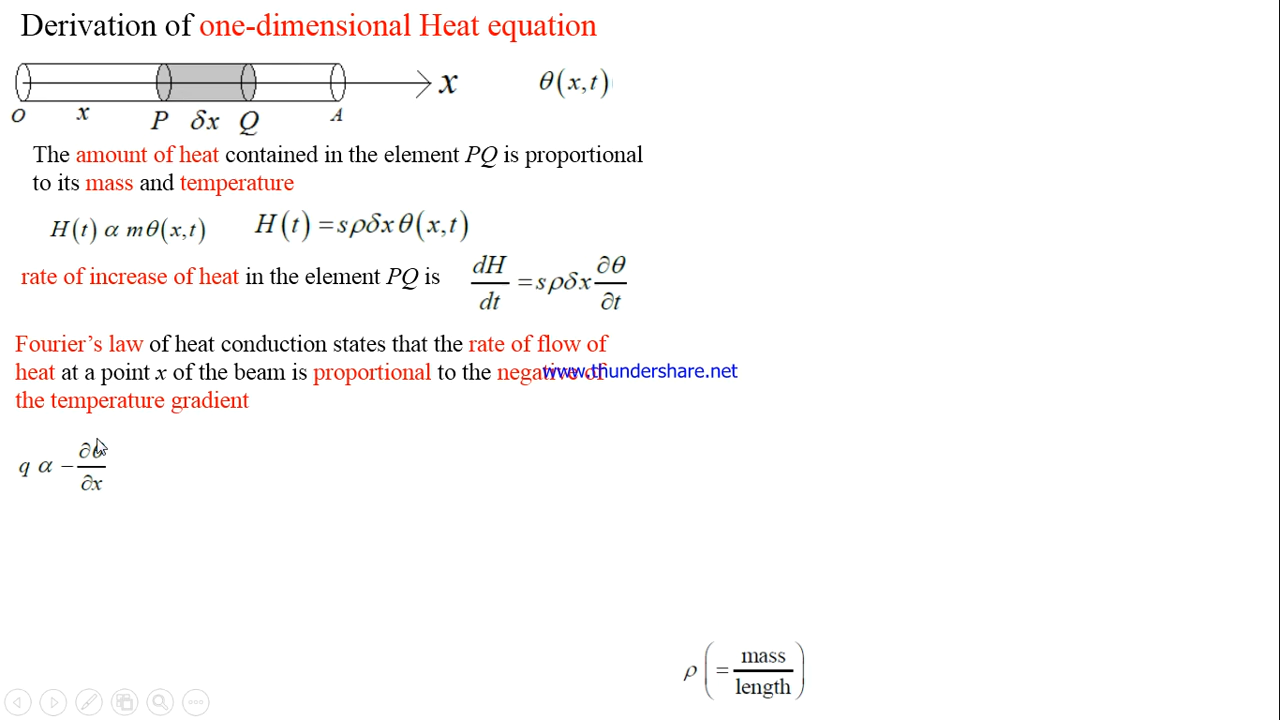 Derivation of one-dimensional Heat equation
x
θ(x,t)
O x P δx Q A
The amount of heat contained in the element PQ is proportional
to its mass and temperature
H(t) α mθ(x,t) H(t) = sρδxθ(x,t)
rate of increase of heat in the element PQ is dH/dt = sρδx ∂θ/∂t
Fourier’s law of heat conduction states that the rate of flow of
heat at a point x of the beam is proportional to the negative of
www.thundershare.net
the temperature gradient
q α − ∂θ/∂x
ρ (= mass/length)